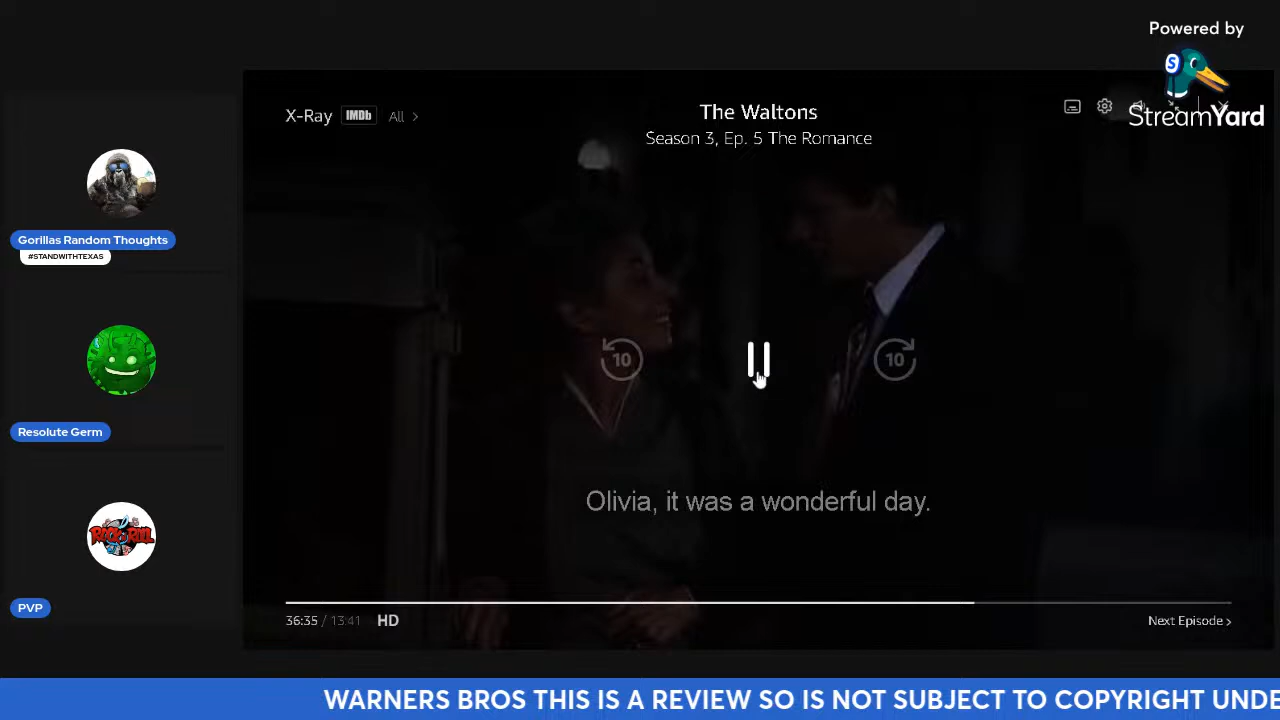 Powered by
StreamYard
X-Ray IMDb All
The Waltons
Season 3, Ep. 5 The Romance
Gorillas Random Thoughts
#STANDWITHTEXAS
10
10
Resolute Germ
Olivia, it was a wonderful day.
PVP
36:35 / 13:41 HD
Next Episode
WARNERS BROS THIS IS A REVIEW SO IS NOT SUBJECT TO COPYRIGHT UNDE